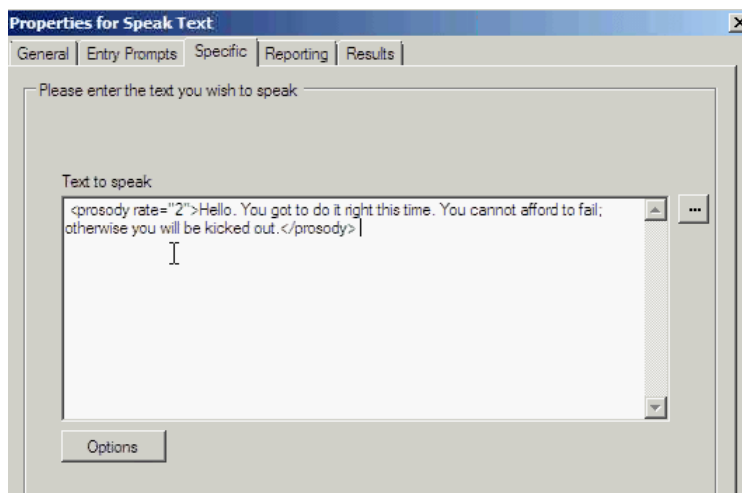 Properties for Speak Text
General Entry Prompts Specific Reporting Results
Please enter the text you wish to speak
Text to speak
<prosody rate="2">Hello. You got to do it right this time. You cannot afford to fail;
otherwise you will be kicked out.</prosody>
...
Options